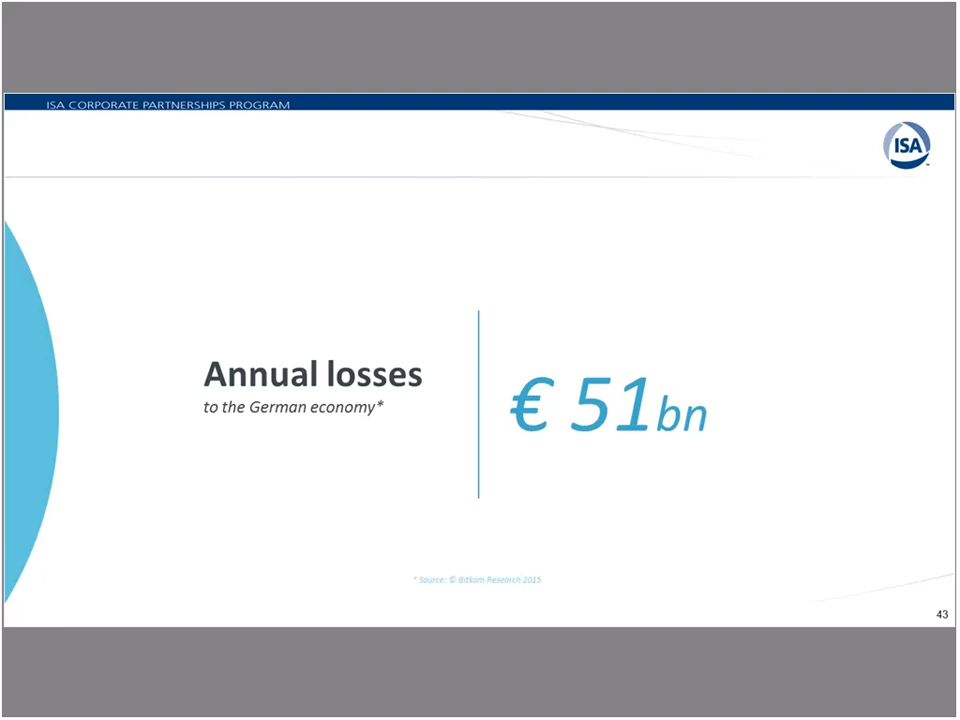 ISA CORPORATE PARTNERSHIPS PROGRAM
ISA
Annual losses
to the German economy*
€ 51bn
* Source: © Bitkom Research 2015
43